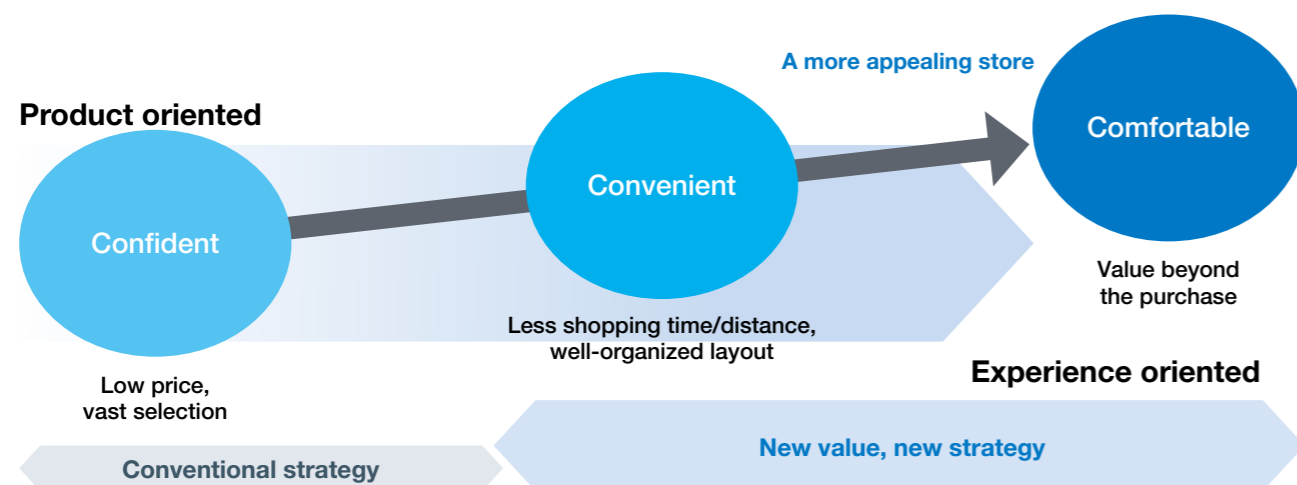 A more appealing store
Product oriented
Comfortable
Convenient
Confident
Value beyond
the purchase
Less shopping time/distance,
well-organized layout
Experience oriented
Low price,
vast selection
New value, new strategy
Conventional strategy